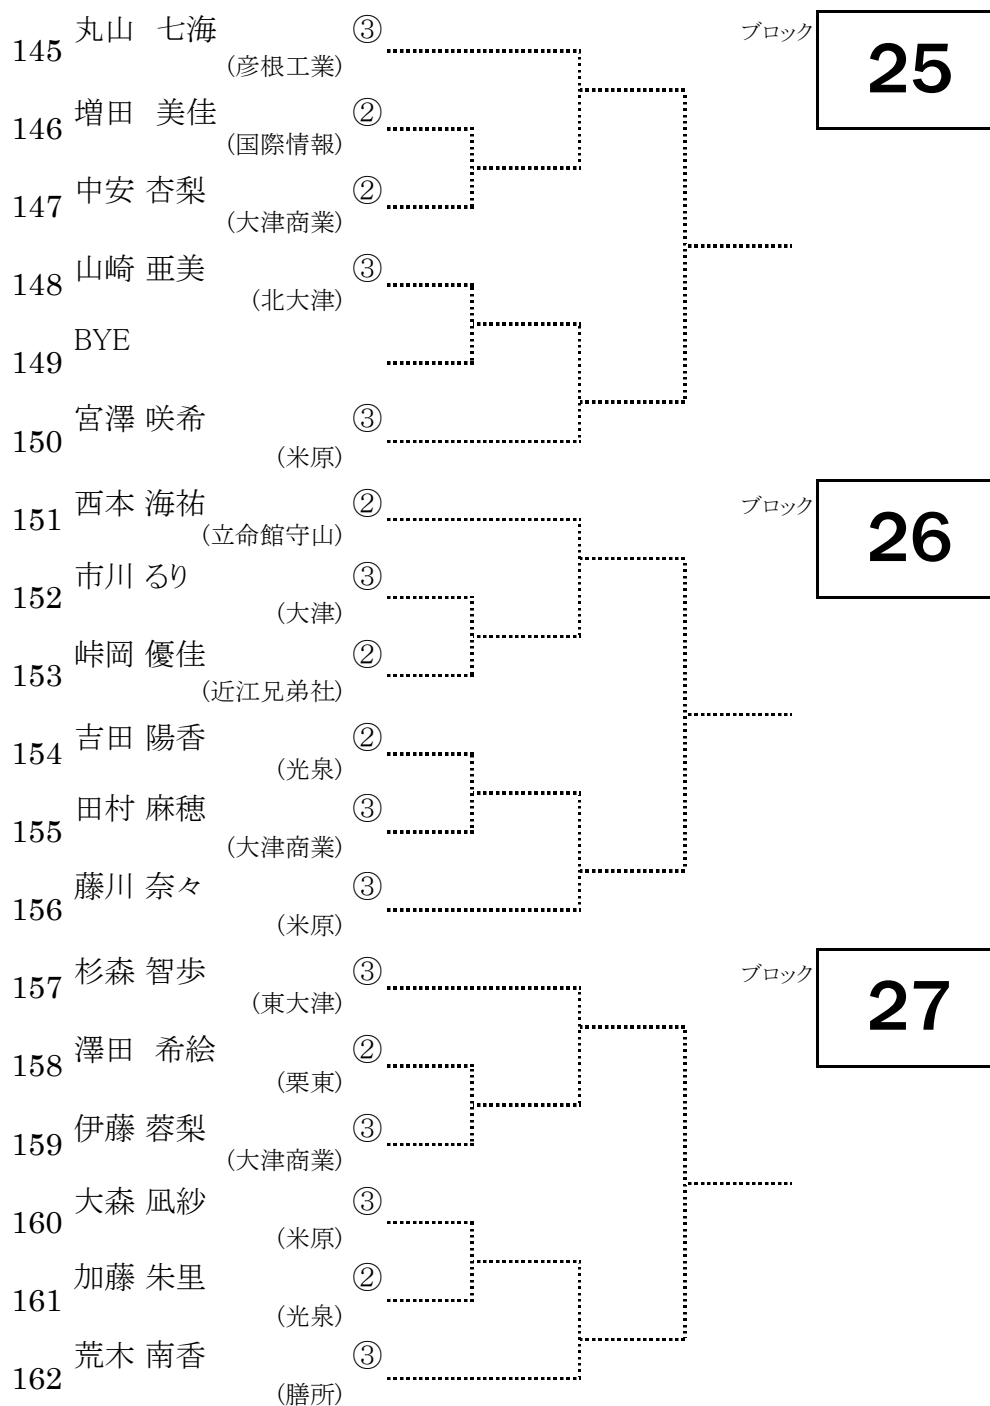 145 丸山 七海 ③
(彦根工業)
ブロック 25
146 増田 美佳 ②
(国際情報)
147 中安 杏梨 ②
(大津商業)
148 山崎 亜美 ③
(北大津)
149 BYE
150 宮澤 咲希 ③
(米原)
151 西本 海祐 ②
(立命館守山)
ブロック 26
152 市川 るり ③
(大津)
153 峠岡 優佳 ②
(近江兄弟社)
154 吉田 陽香 ②
(光泉)
155 田村 麻穂 ③
(大津商業)
156 藤川 奈々 ③
(米原)
157 杉森 智歩 ③
(東大津)
ブロック 27
158 澤田 希絵 ②
(栗東)
159 伊藤 蓉梨 ③
(大津商業)
160 大森 凪紗 ③
(米原)
161 加藤 朱里 ②
(光泉)
162 荒木 南香 ③
(膳所)